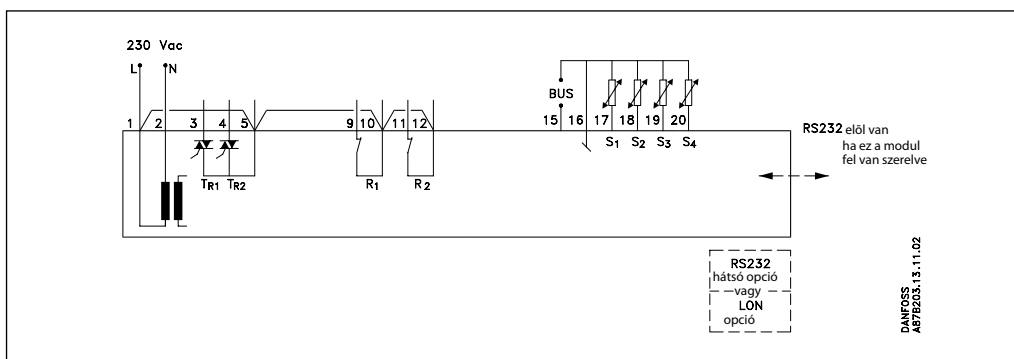 230 Vac
L N
BUS
1 2 3 4 5 9 10 11 12 15 16 17 18 19 20
S1 S2 S3 S4
TR1 TR2 R1 R2
RS232 elől van
ha ez a modul
fel van szerelve
RS232
hátsó opció
vagy
LON
opció
DANFOSS
A87B203.13.11.02